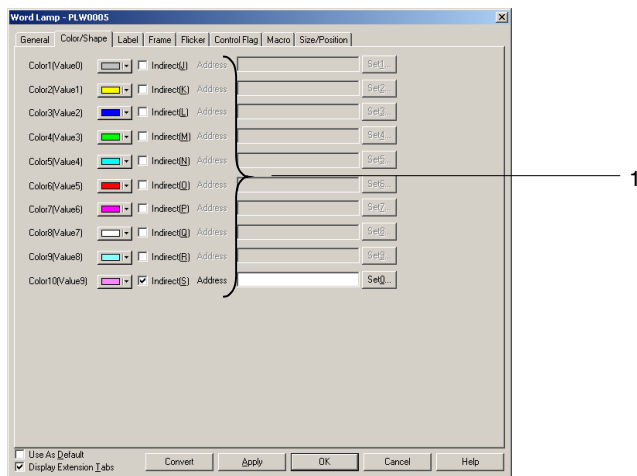 Word Lamp - PLW0005
General Color/Shape Label Frame Flicker Control Flag Macro Size/Position
Color1(Value0) Indirect(J) Address Set1...
Color2(Value1) Indirect(K) Address Set2...
Color3(Value2) Indirect(L) Address Set3...
Color4(Value3) Indirect(M) Address Set4...
Color5(Value4) Indirect(N) Address Set5...
1
Color6(Value5) Indirect(O) Address Set6...
Color7(Value6) Indirect(P) Address Set7...
Color8(Value7) Indirect(Q) Address Set8...
Color9(Value8) Indirect(R) Address Set9...
Color10(Value9) Indirect(S) Address Set0...
Use As Default
Display Extension Tabs
Convert Apply OK Cancel Help